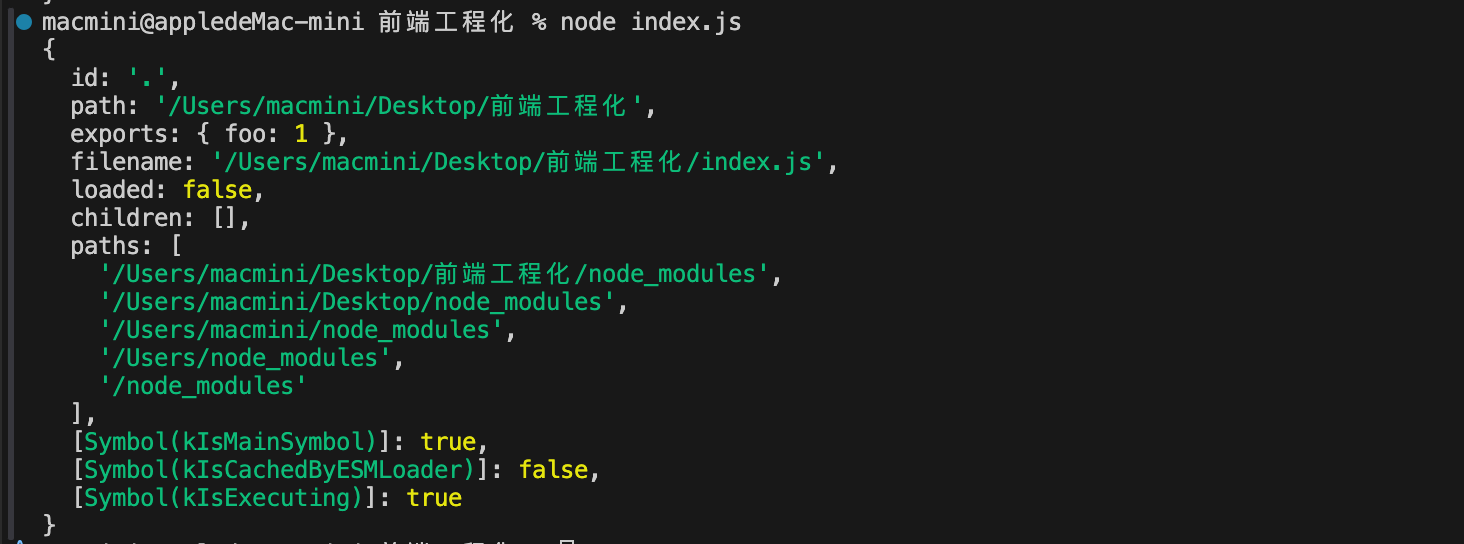 macmini@appledeMac-mini 前端工程化 % node index.js
{
  id: '.',
  path: '/Users/macmini/Desktop/前端工程化',
  exports: { foo: 1 },
  filename: '/Users/macmini/Desktop/前端工程化/index.js',
  loaded: false,
  children: [],
  paths: [
    '/Users/macmini/Desktop/前端工程化/node_modules',
    '/Users/macmini/Desktop/node_modules',
    '/Users/macmini/node_modules',
    '/Users/node_modules',
    '/node_modules'
  ],
  [Symbol(kIsMainSymbol)]: true,
  [Symbol(kIsCachedByESMLoader)]: false,
  [Symbol(kIsExecuting)]: true
}